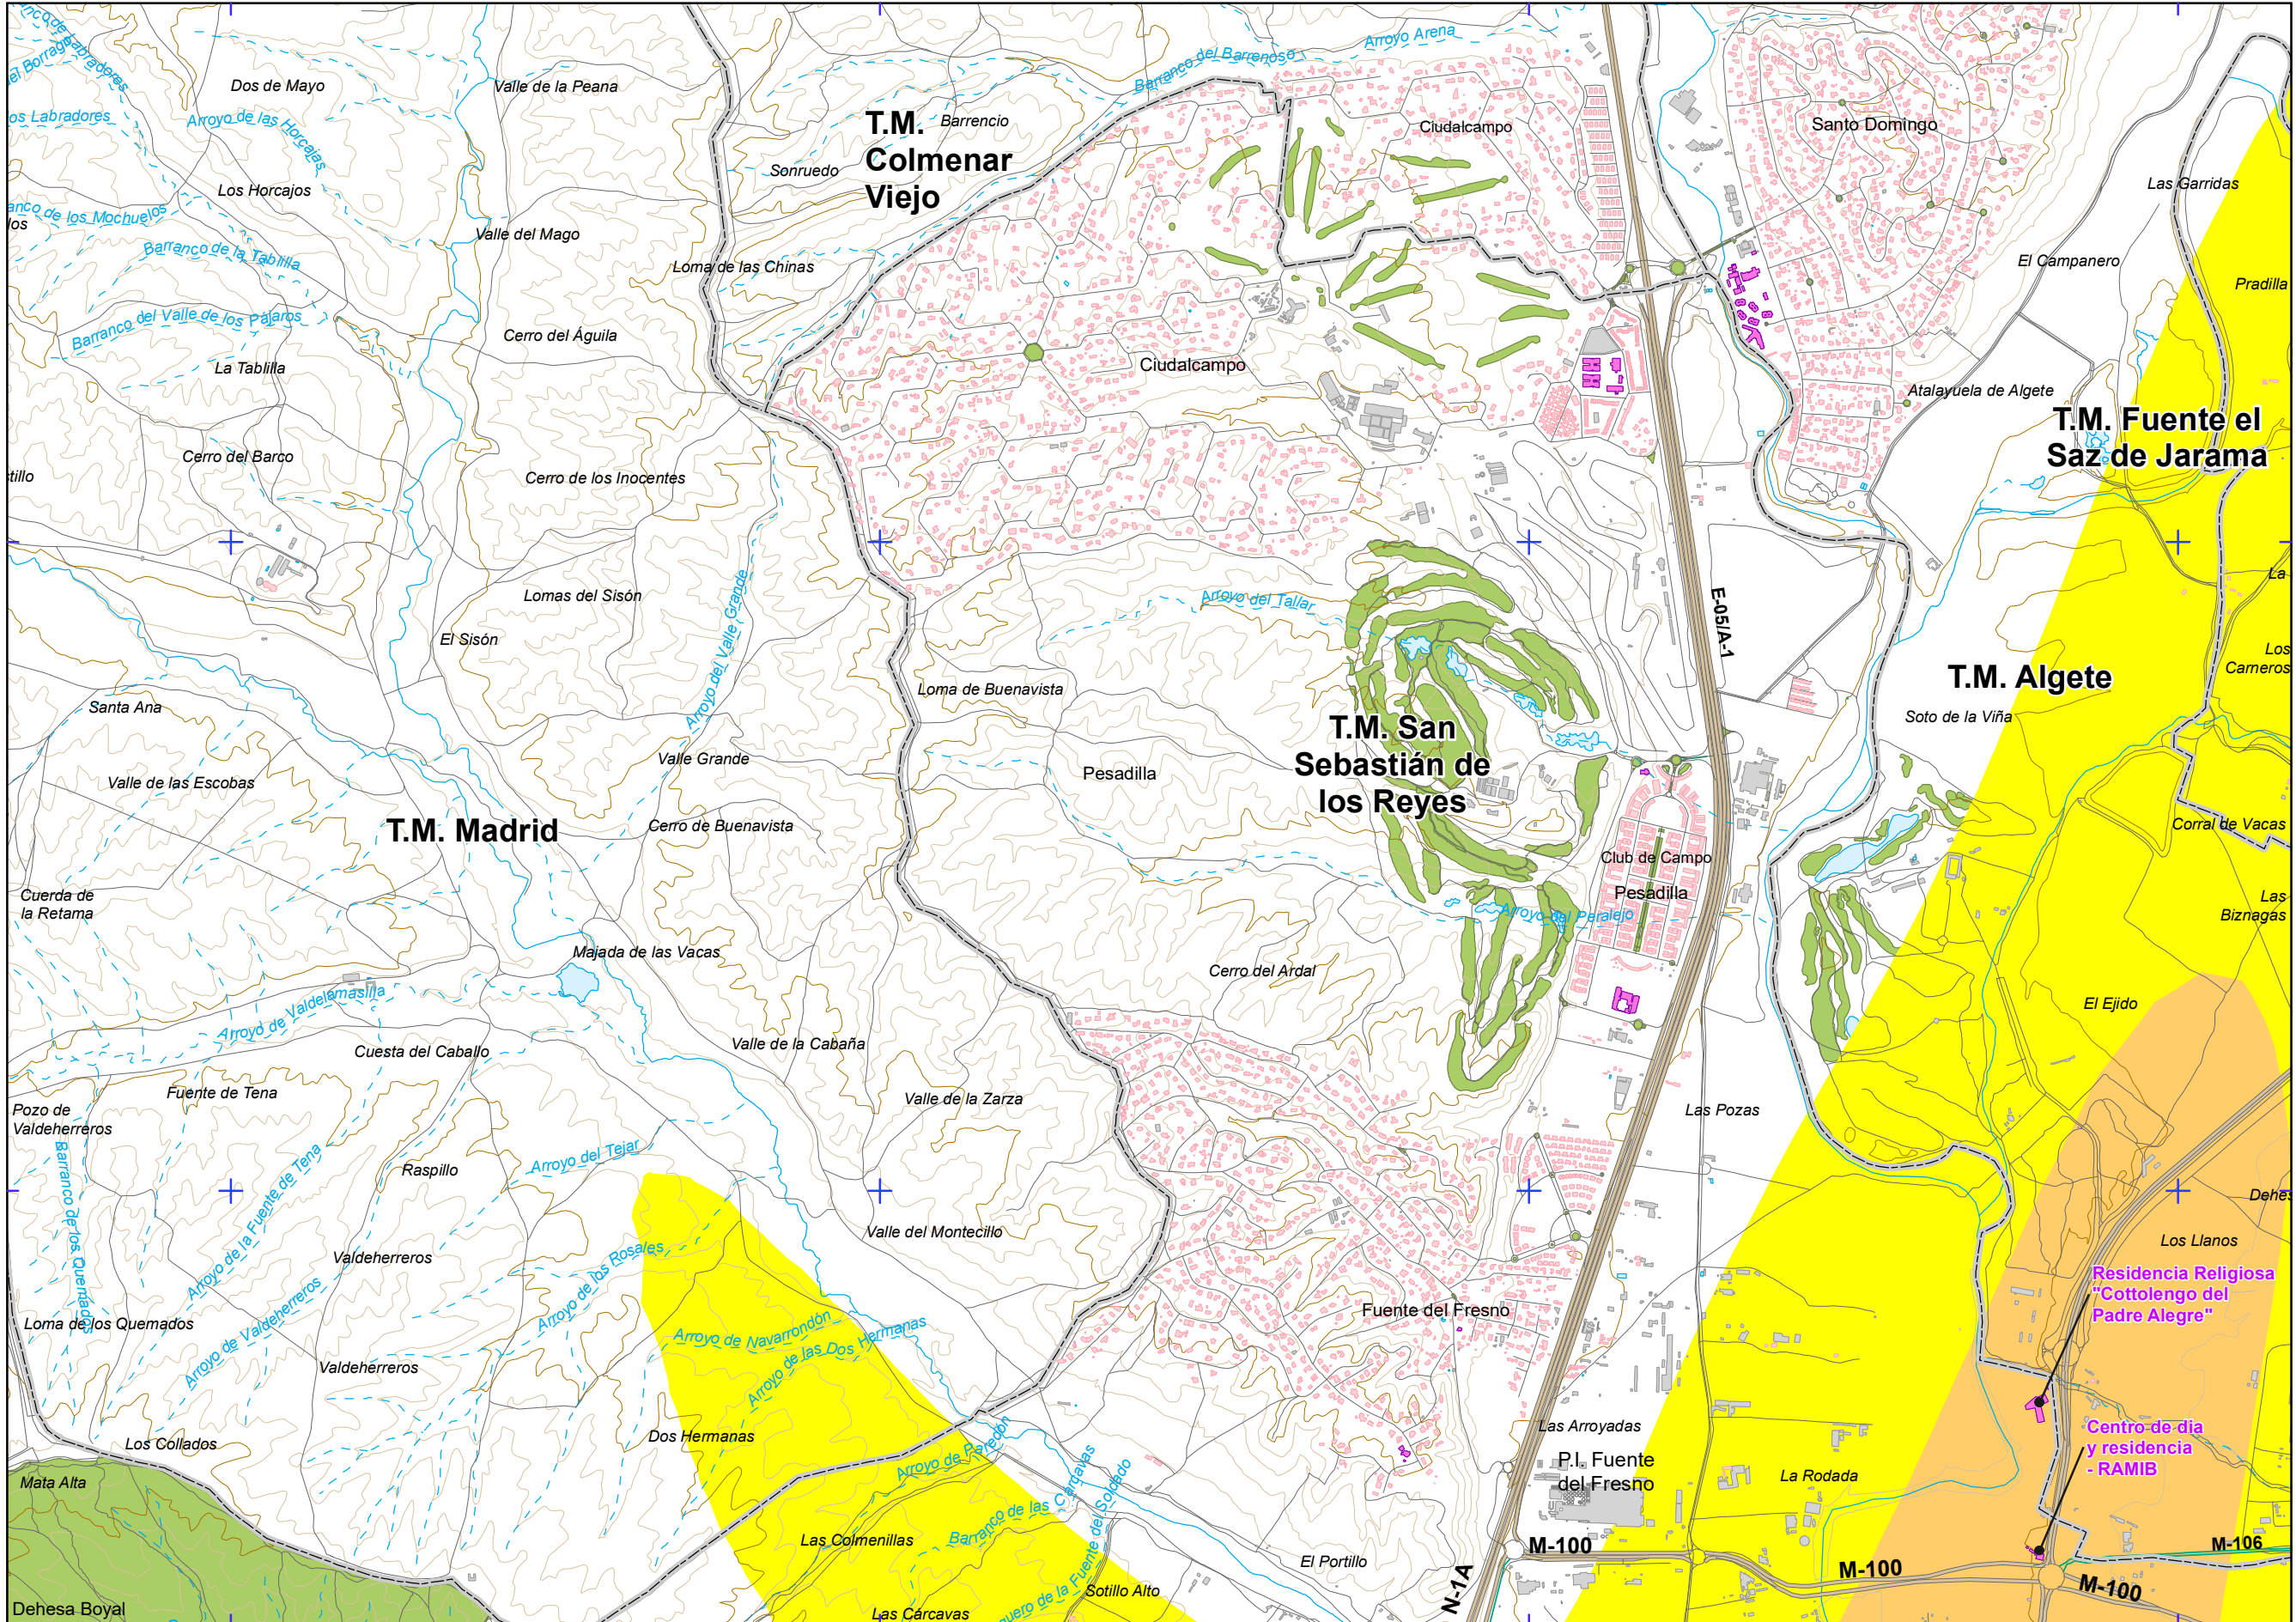 Arroyo Arena
Barranco del Barrenoso
Dos de Mayo
Valle de la Peana
T.M.
Colmenar
Viejo
Barrencio
Ciudalcampo
Santo Domingo
Arroyo de las Horcajas
Los Horcajos
Sonruedo
Las Garridas
Valle del Mago
Barranco de la Tablilla
Loma de las Chinas
El Campanero
Pradilla
Barranco del Valle de los Pájaros
Cerro del Águila
La Tablilla
Ciudalcampo
Atalayuela de Algete
T.M. Fuente el
Saz de Jarama
Cerro del Barco
Cerro de los Inocentes
Arroyo del Valle Grande
Lomas del Sisón
Arroyo del Tallar
E-05/A-1
El Sisón
Los
Carneros
Loma de Buenavista
T.M. Algete
Santa Ana
Soto de la Viña
T.M. San
Sebastián de
los Reyes
Valle Grande
Pesadilla
Valle de las Escobas
T.M. Madrid
Cerro de Buenavista
Corral de Vacas
Club de Campo
Pesadilla
Cuerda de
la Retama
Las
Biznagas
Arroyo del Peralejo
Majada de las Vacas
Cerro del Ardal
Arroyo de Valdelamasilla
El Ejido
Cuesta del Caballo
Valle de la Cabaña
Fuente de Tena
Valle de la Zarza
Pozo de
Valdeherreros
Las Pozas
Barranco de los Quemados
Arroyo de la Fuente de Tena
Raspillo
Arroyo del Tejar
Valle del Montecillo
Los Llanos
Valdeherreros
Arroyo de los Rosales
Residencia Religiosa
"Cottolengo del
Padre Alegre"
Loma de los Quemados
Arroyo de Valdeherreros
Arroyo de Navarrondón
Arroyo de las Dos Hermanas
Fuente del Fresno
Valdeherreros
Los Collados
Dos Hermanas
Las Arroyadas
Centro de dia
y residencia
- RAMIB
Arroyo de Paredón
P.I. Fuente
del Fresno
La Rodada
Mata Alta
Barranco de las Cárcavas
Las Colmenillas
El Portillo
M-100
M-106
M-100
M-100
N-1A
Sotillo Alto
Dehesa Boyal
Las Cárcavas